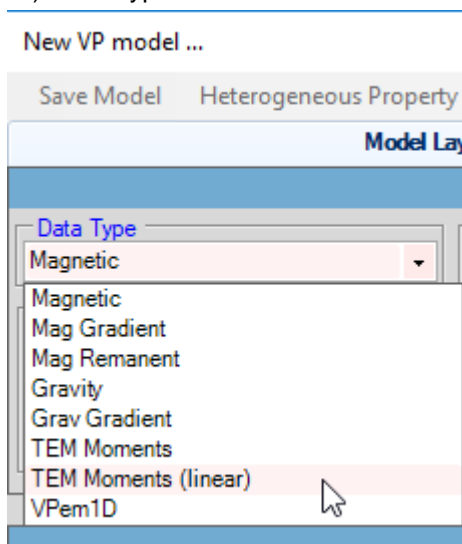 New VP model ...
Save Model Heterogeneous Property
Model Lay
Data Type
Magnetic
Magnetic
Mag Gradient
Mag Remanent
Gravity
Grav Gradient
TEM Moments
TEM Moments (linear)
VPem1D